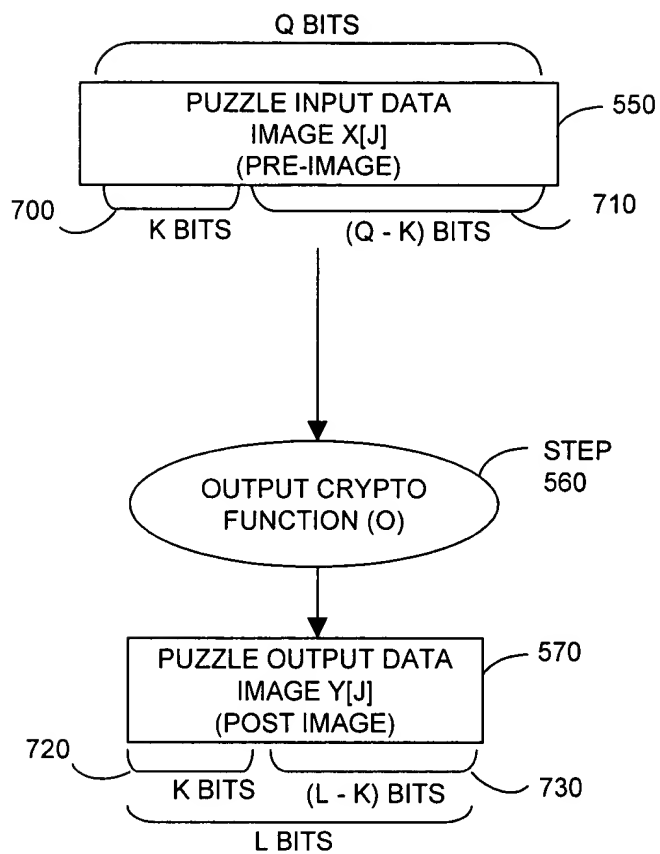 Q BITS
PUZZLE INPUT DATA
IMAGE X[J]
(PRE-IMAGE)
550
700
K BITS
(Q - K) BITS
710
OUTPUT CRYPTO
FUNCTION (O)
STEP
560
PUZZLE OUTPUT DATA
IMAGE Y[J]
(POST IMAGE)
570
720
K BITS
(L - K) BITS
730
L BITS